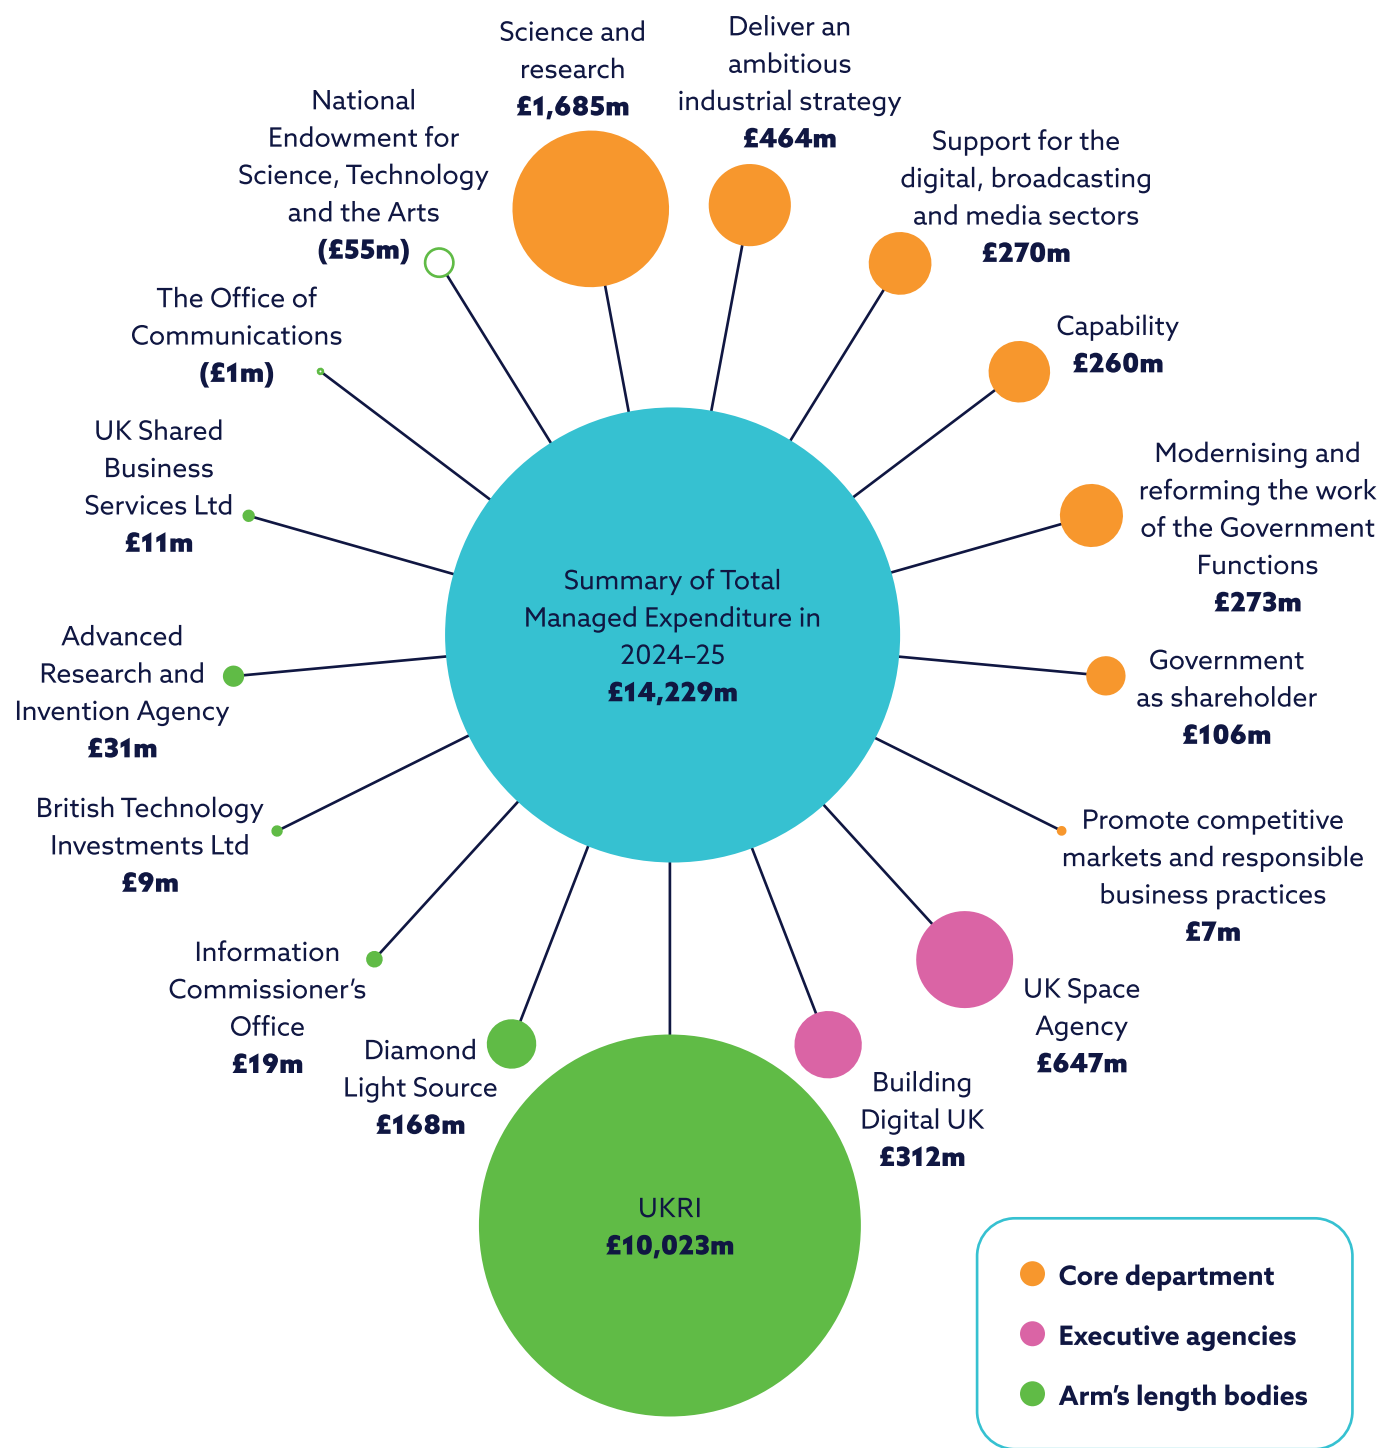 Science and
research
£1,685m
Deliver an
ambitious
industrial strategy
£464m
Support for the
digital, broadcasting
and media sectors
£270m
Capability
£260m
Modernising and
reforming the work
of the Government
Functions
£273m
Government
as shareholder
£106m
Promote competitive
markets and responsible
business practices
£7m
UK Space
Agency
£647m
Building
Digital UK
£312m
UKRI
£10,023m
Diamond
Light Source
£168m
Information
Commissioner’s
Office
£19m
British Technology
Investments Ltd
£9m
Advanced
Research and
Invention Agency
£31m
UK Shared
Business
Services Ltd
£11m
The Office of
Communications
(£1m)
National
Endowment for
Science, Technology
and the Arts
(£55m)
Summary of Total
Managed Expenditure in
2024–25
£14,229m
Core department
Executive agencies
Arm’s length bodies